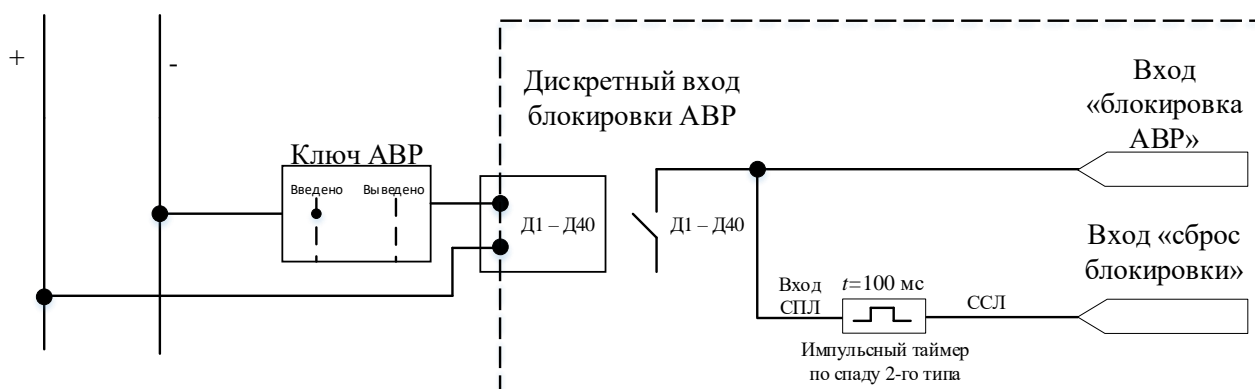 +
-
Дискретный вход
блокировки АВР
Вход
«блокировка
АВР»
Ключ АВР
Введено
Выведено
Д1 – Д40
Д1 – Д40
Вход «сброс
блокировки»
Вход
СПЛ
t=100 мс
ССЛ
Импульсный таймер
по спаду 2-го типа